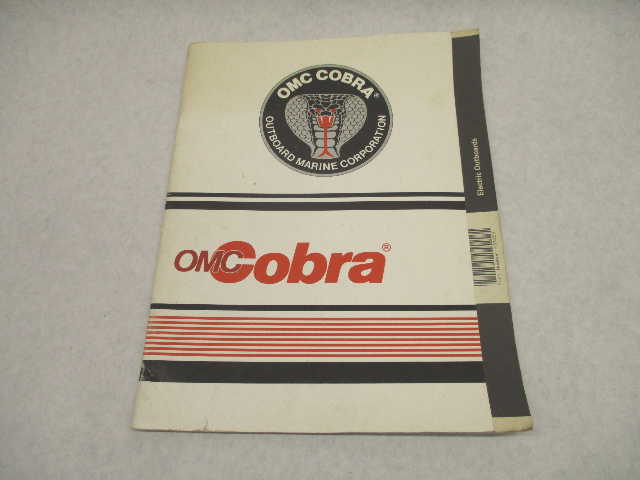 OMC COBRA®
OUTBOARD MARINE CORPORATION
Electric Outboards
OMC Cobra®